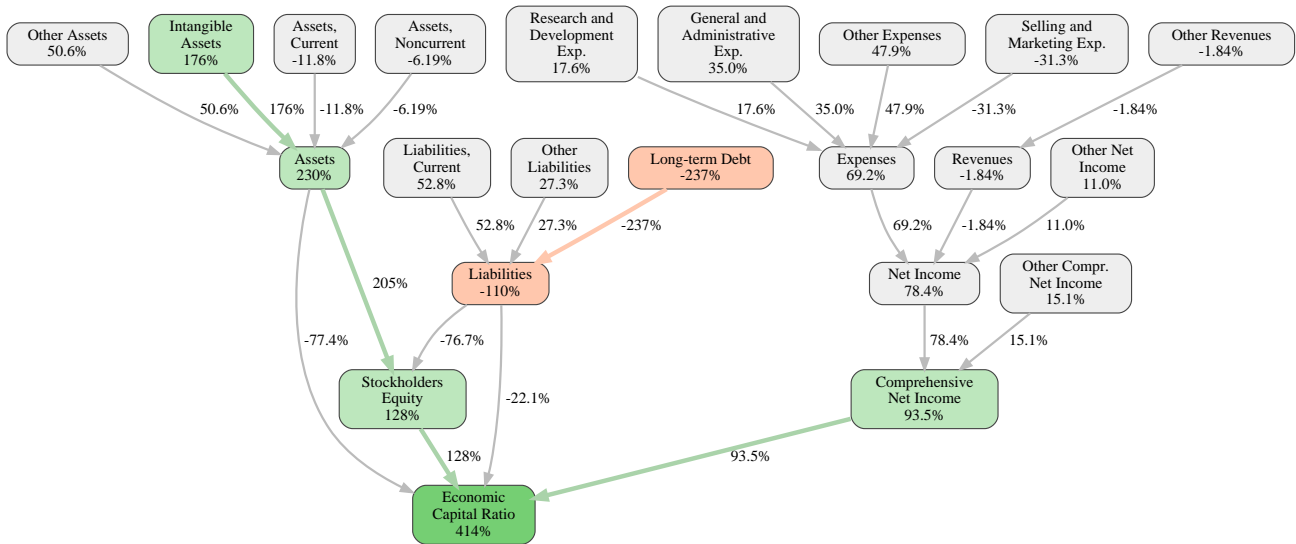 Other Assets
50.6%
Intangible
Assets
176%
Assets,
Current
-11.8%
Assets,
Noncurrent
-6.19%
Research and
Development
Exp.
17.6%
General and
Administrative
Exp.
35.0%
Other Expenses
47.9%
Selling and
Marketing Exp.
-31.3%
Other Revenues
-1.84%
50.6%
176%
-11.8%
-6.19%
17.6%
35.0%
47.9%
-31.3%
-1.84%
Assets
230%
Liabilities,
Current
52.8%
Other
Liabilities
27.3%
Long-term Debt
-237%
Expenses
69.2%
Revenues
-1.84%
Other Net
Income
11.0%
52.8%
27.3%
-237%
69.2%
-1.84%
11.0%
205%
Liabilities
-110%
Net Income
78.4%
Other Compr.
Net Income
15.1%
-77.4%
-76.7%
78.4%
15.1%
Stockholders
Equity
128%
-22.1%
Comprehensive
Net Income
93.5%
128%
93.5%
Economic
Capital Ratio
414%